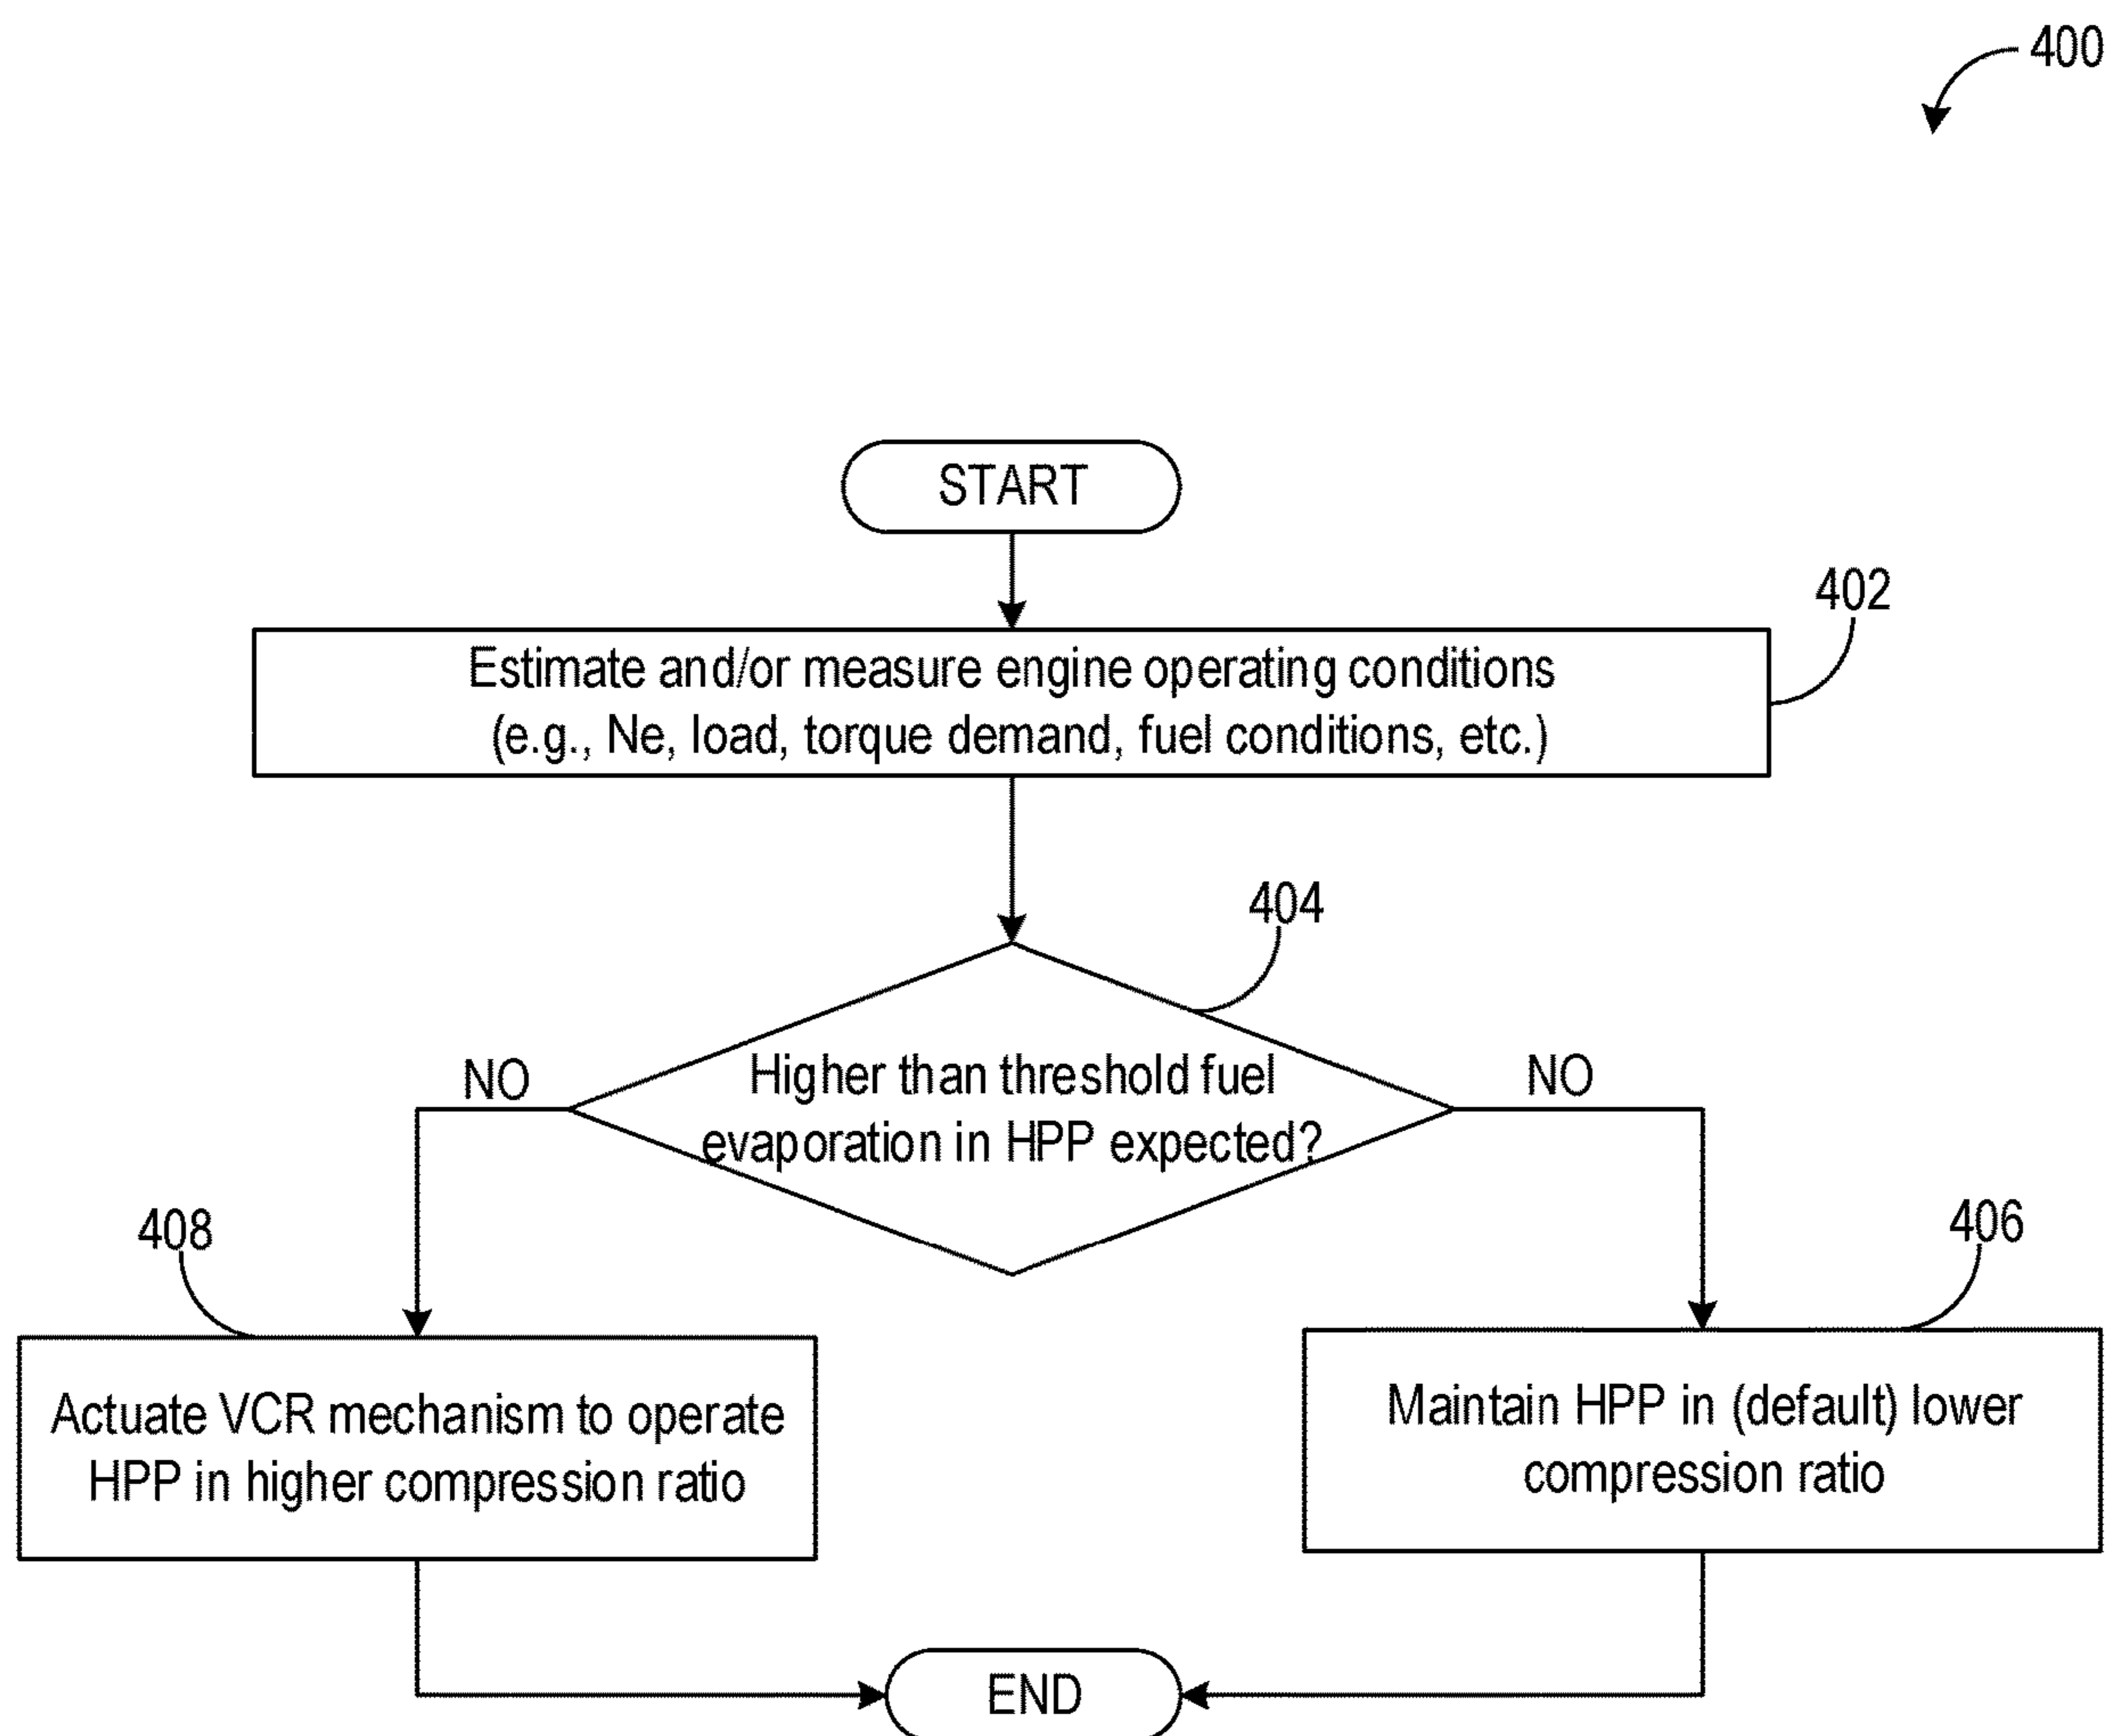 400
START
402
Estimate and/or measure engine operating conditions
(e.g., Ne, load, torque demand, fuel conditions, etc.)
404
NO
Higher than threshold fuel
evaporation in HPP expected?
NO
408
406
Actuate VCR mechanism to operate
HPP in higher compression ratio
Maintain HPP in (default) lower
compression ratio
END